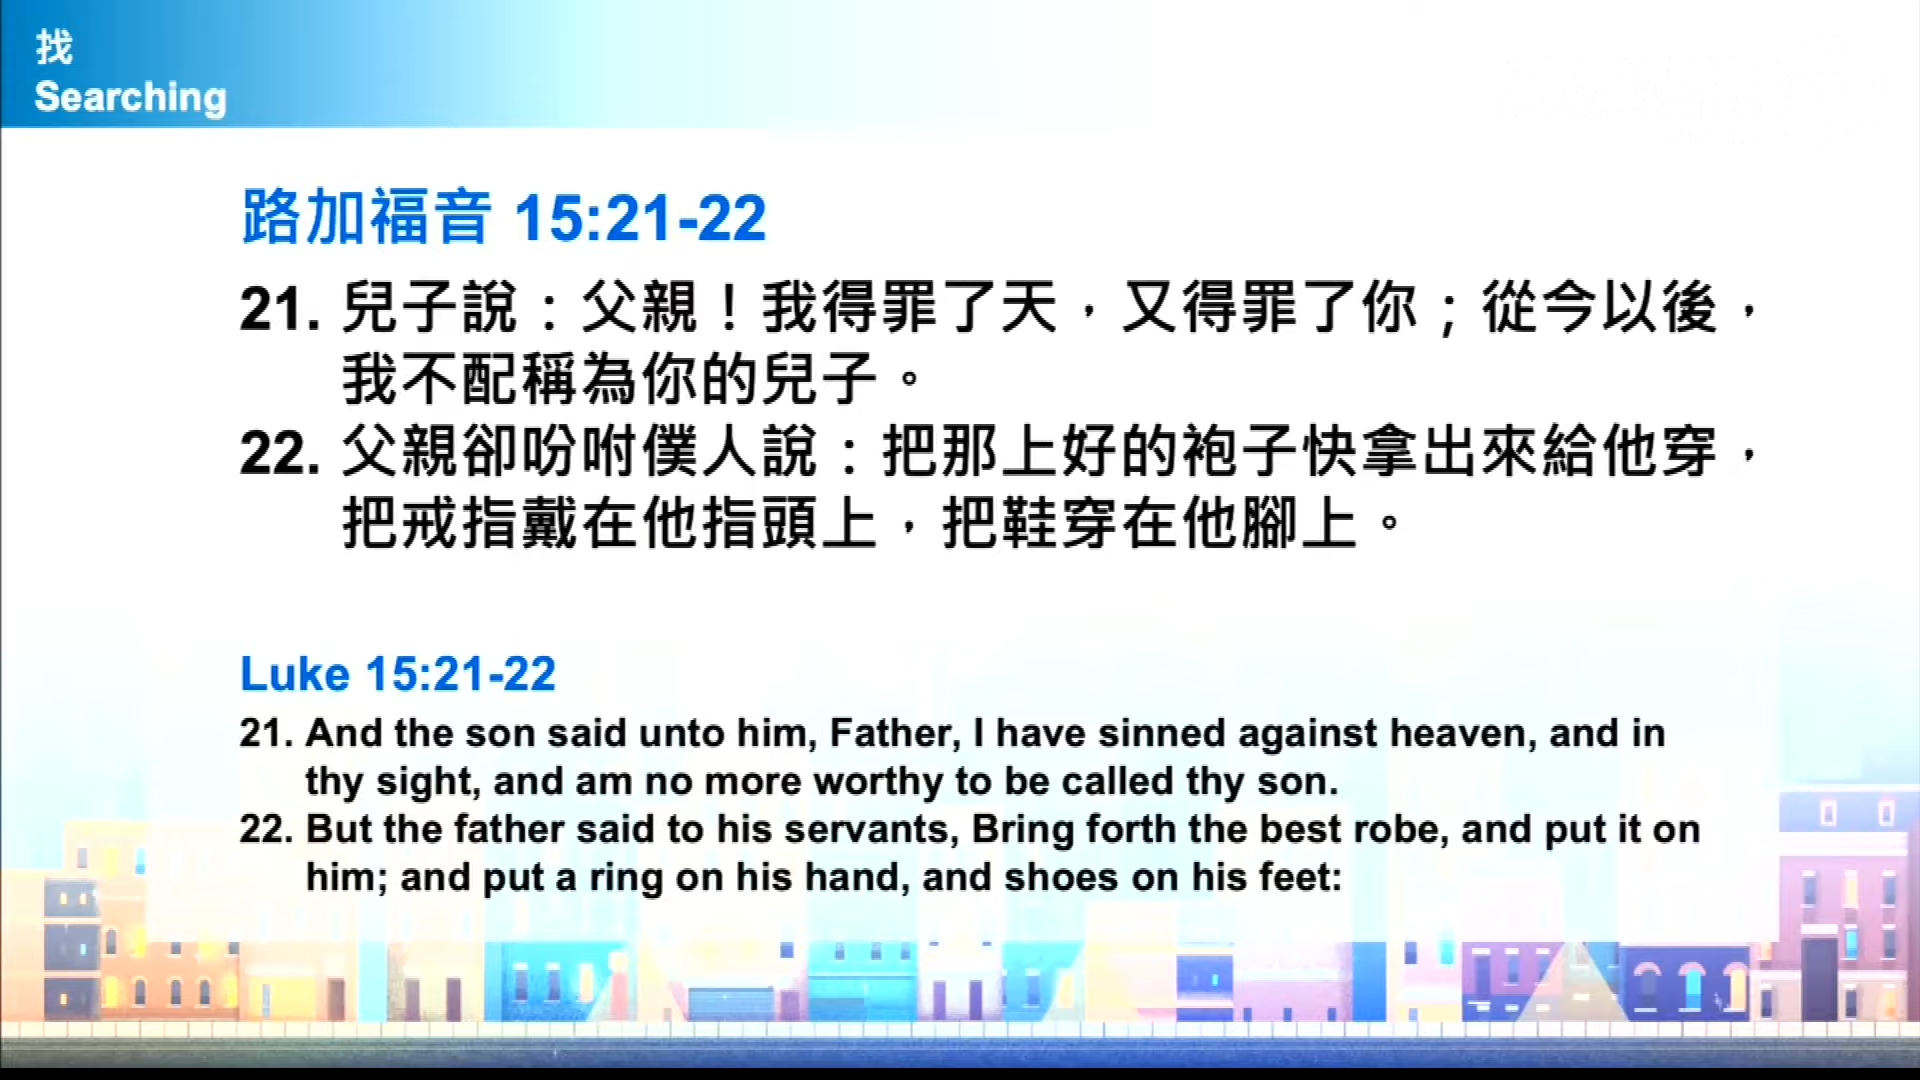 找
Searching
路加福音 15:21-22
21. 兒子說：父親！我得罪了天，又得罪了你；從今以後，
我不配稱為你的兒子。
22. 父親卻吩咐僕人說：把那上好的袍子快拿出來給他穿，
把戒指戴在他指頭上，把鞋穿在他腳上。
Luke 15:21-22
21. And the son said unto him, Father, I have sinned against heaven, and in
thy sight, and am no more worthy to be called thy son.
22. But the father said to his servants, Bring forth the best robe, and put it on
him; and put a ring on his hand, and shoes on his feet: